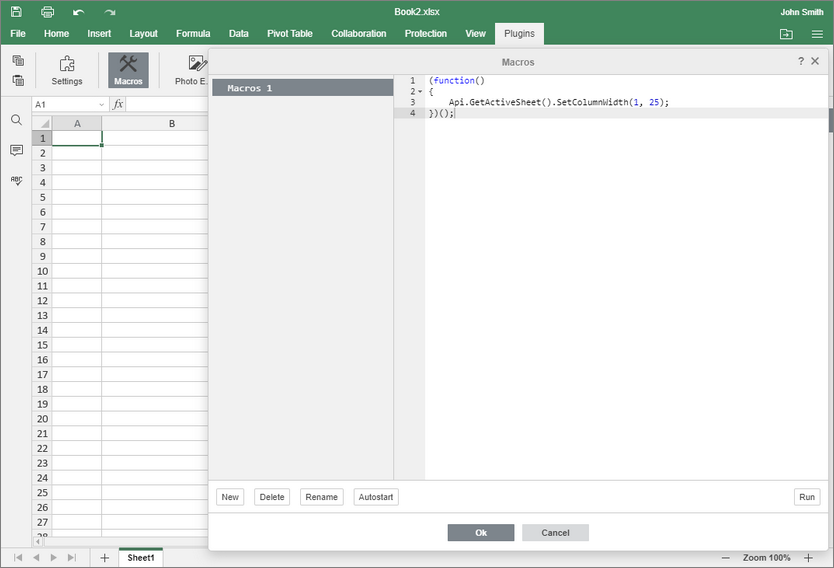 Book2.xlsx
John Smith
File Home Insert Layout Formula Data Pivot Table Collaboration Protection View Plugins
Settings
Macros
Photo E..
A1
fx
A B
1
2
3
4
5
6
7
8
9
10
11
12
13
14
15
16
17
18
19
20
21
22
23
24
25
26
27
28
ABC
Macros
?
Macros 1
1 (function()
2 {
3 Api.GetActiveSheet().SetColumnWidth(1, 25);
4 })();
New Delete Rename Autostart Run
Ok Cancel
Sheet1
Zoom 100%